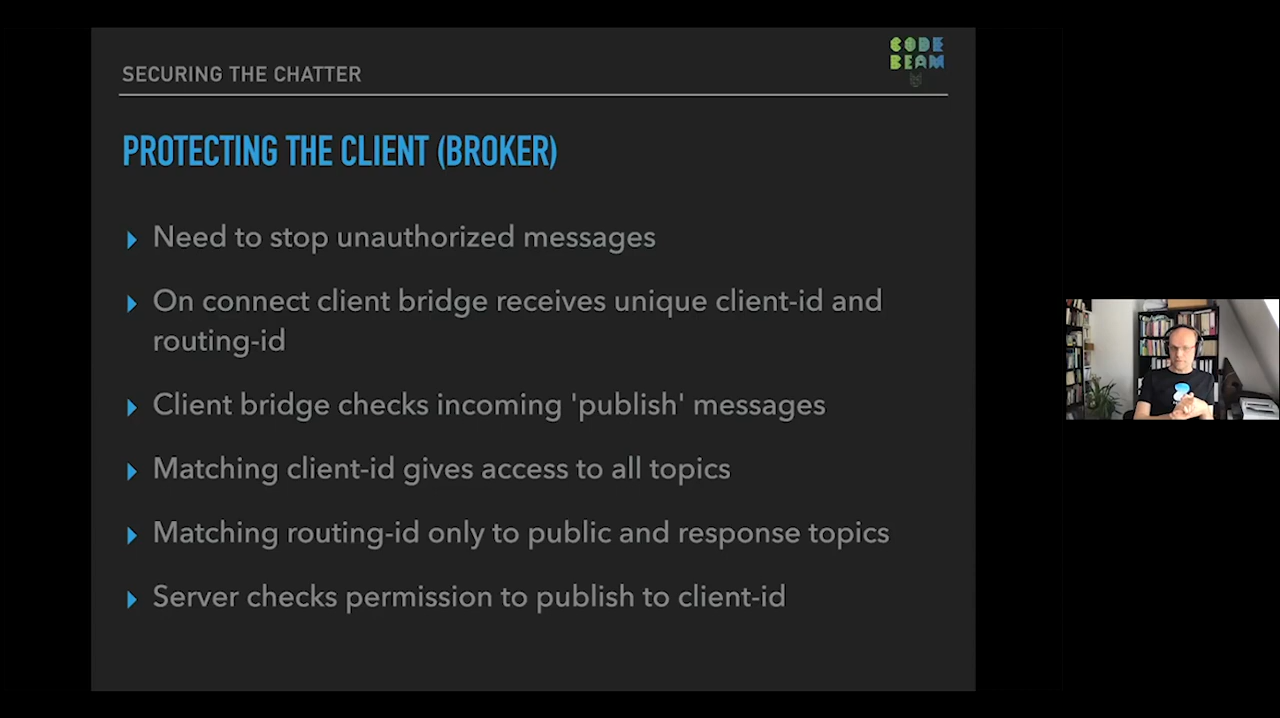 SECURING THE CHATTER
CODE
BEAM
PROTECTING THE CLIENT (BROKER)
Need to stop unauthorized messages
On connect client bridge receives unique client-id and
routing-id
Client bridge checks incoming 'publish' messages
Matching client-id gives access to all topics
Matching routing-id only to public and response topics
Server checks permission to publish to client-id